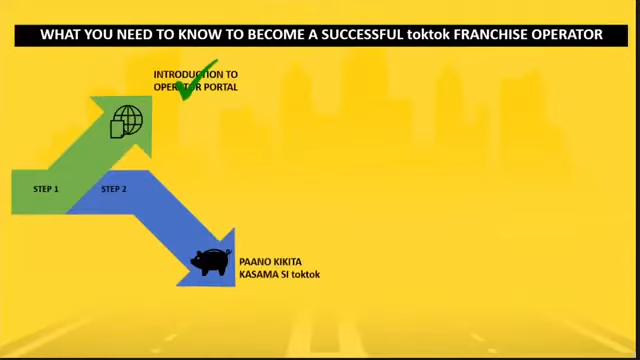 WHAT YOU NEED TO KNOW TO BECOME A SUCCESSFUL toktok FRANCHISE OPERATOR
INTRODUCTION TO
OPERATOR PORTAL
STEP 1
STEP 2
PAANO KIKITA
KASAMA SI toktok